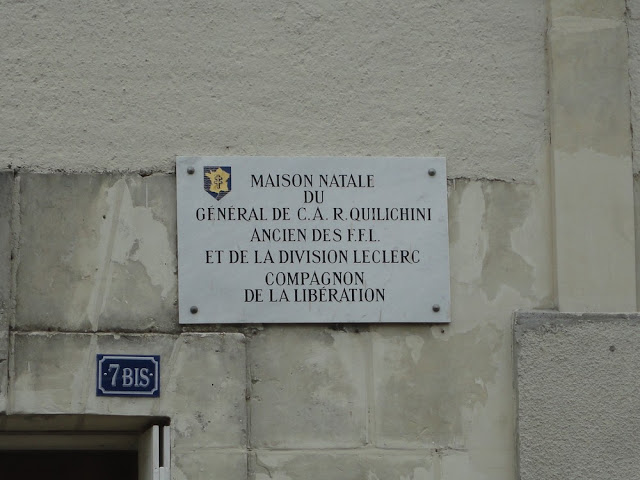 MAISON NATALE
DU
GÉNÉRAL DE C.A. R. QUILICHINI
ANCIEN DES F.F.L.
ET DE LA DIVISION LECLERC
COMPAGNON
DE LA LIBÉRATION
7 BIS